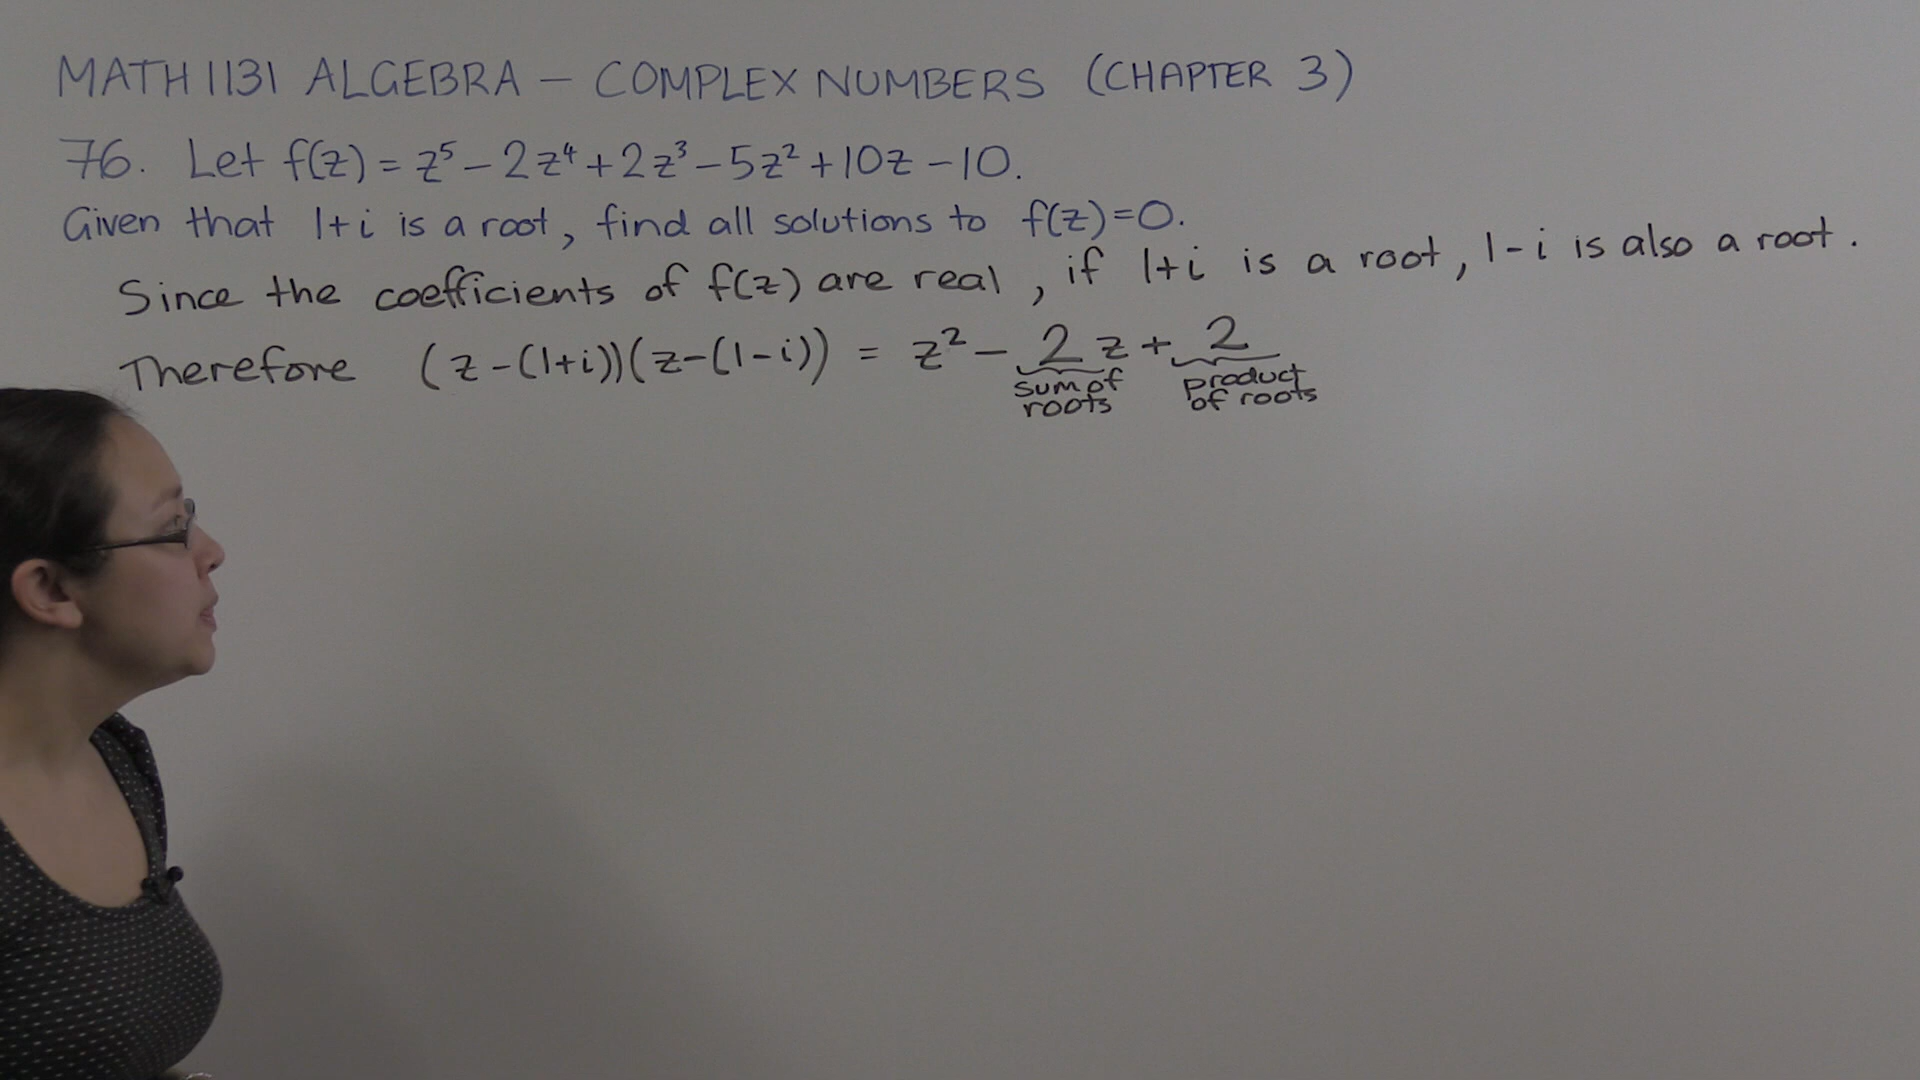 MATH1131 ALGEBRA – COMPLEX NUMBERS (CHAPTER 3)
76. Let f(z) = z⁵ – 2z⁴ + 2z³ – 5z² + 10z – 10.
Given that 1+i is a root, find all solutions to f(z)=0.
Since the coefficients of f(z) are real, if 1+i is a root, 1-i is also a root.
Therefore (z-(1+i))(z-(1-i)) = z² – 2z + 2
sum of roots
product of roots